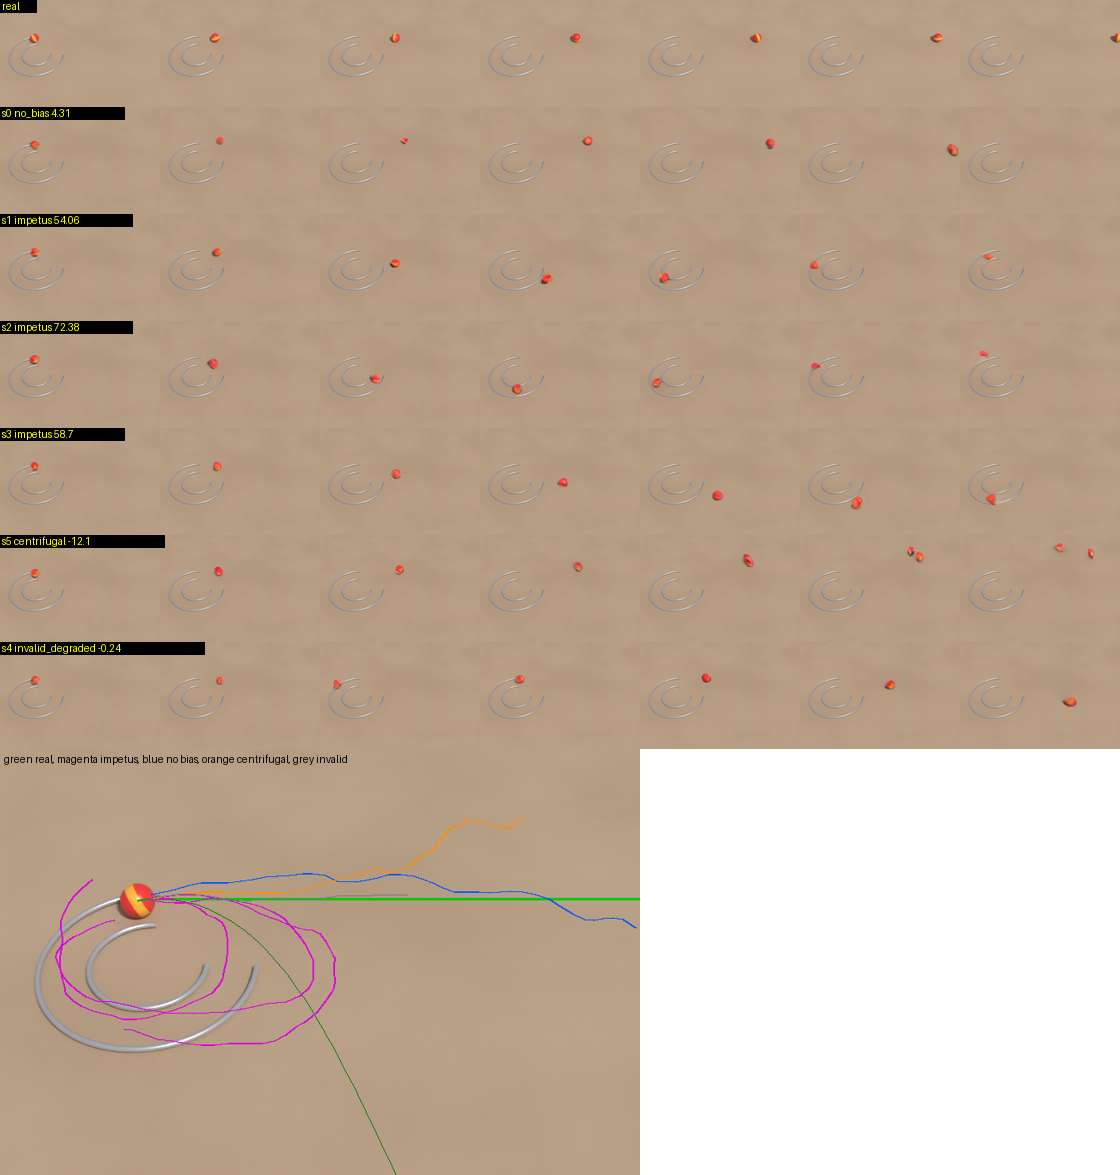 real
s0 no_bias 4.31
s1 impetus 54.06
s2 impetus 72.38
s3 impetus 58.7
s5 centrifugal -12.1
s4 invalid_degraded -0.24
green real, magenta impetus, blue no bias, orange centrifugal, grey invalid